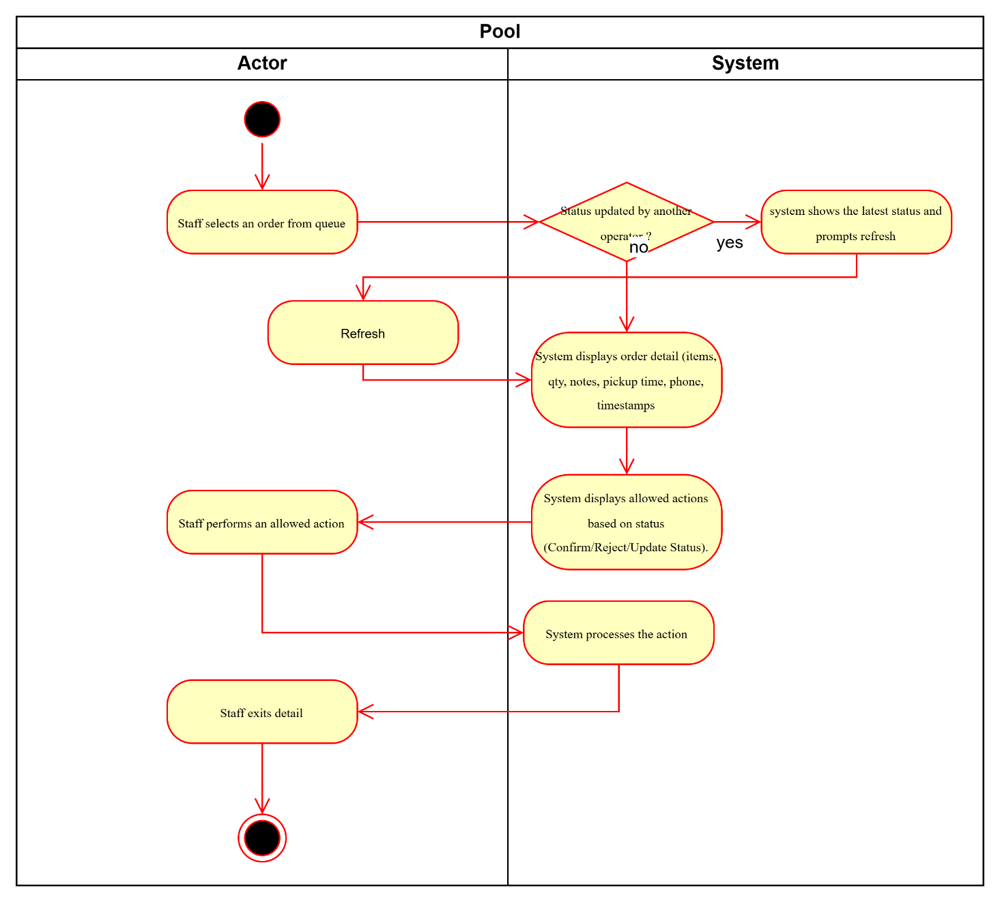 Pool
Actor
System
Staff selects an order from queue
Status updated by another
operator ?
no
yes
system shows the latest status and
prompts refresh
Refresh
System displays order detail (items,
qty, notes, pickup time, phone,
timestamps
System displays allowed actions
based on status
(Confirm/Reject/Update Status).
Staff performs an allowed action
System processes the action
Staff exits detail